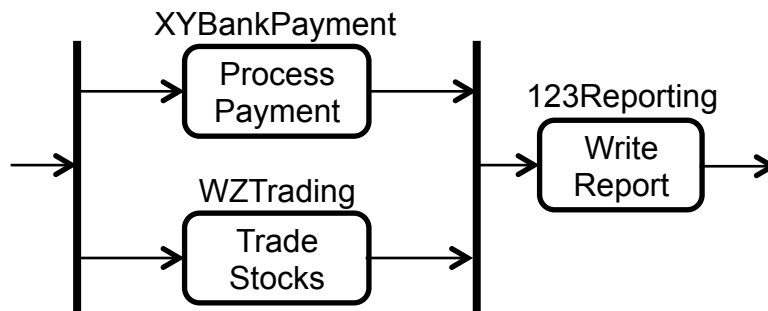 XYBankPayment
Process
Payment
123Reporting
Write
Report
WZTrading
Trade
Stocks